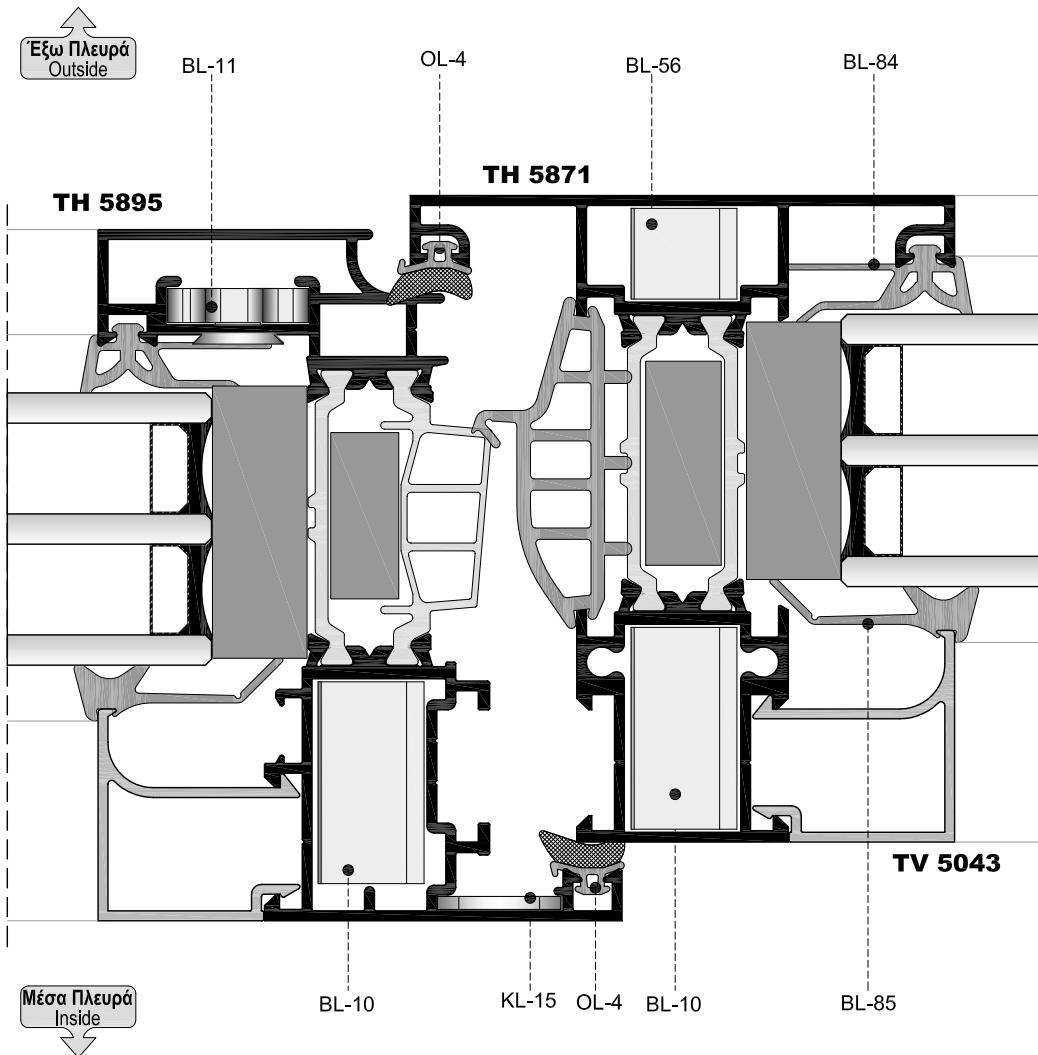 Έξω Πλευρά
Outside
BL-11
OL-4
BL-56
BL-84
TH 5895
TH 5871
TV 5043
BL-10
KL-15
OL-4
BL-10
BL-85
Μέσα Πλευρά
Inside